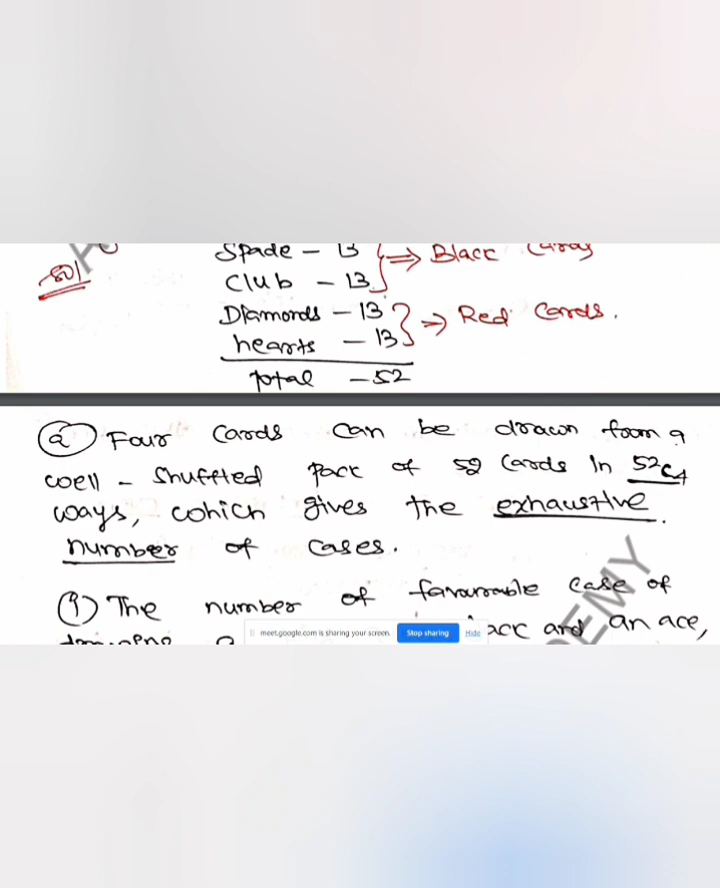 Sol
Spade – 13 } ⇒ Black Cards
Club – 13
Diamonds – 13 } ⇒ Red Cards.
hearts – 13
Total – 52
(a) Four Cards Can be drawn from a
well - Shuffled Pack of 52 Cards In 52C4
ways, which gives the exhaustive
number of Cases.
(i) The number of favourable Case of
meet.google.com is sharing your screen. Stop sharing Hide
and an ace,
EMY